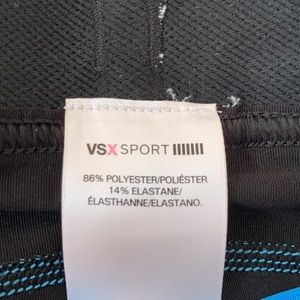 VSX SPORT
86% POLYESTER/POLIÉSTER
14% ELASTANE/
ÉLASTHANNE/ELASTANO.